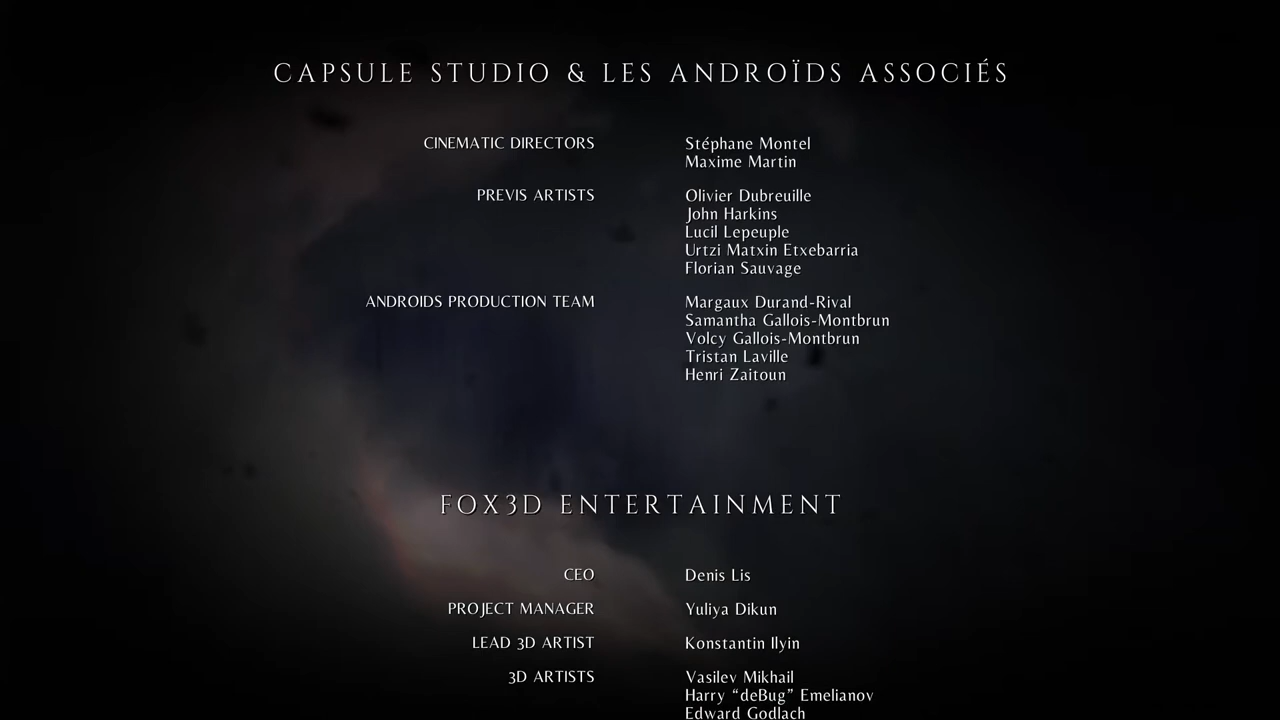 CAPSULE STUDIO & LES ANDROÏDS ASSOCIÉS
CINEMATIC DIRECTORS Stéphane Montel
Maxime Martin
PREVIS ARTISTS Olivier Dubreuille
John Harkins
Lucil Lepeuple
Urtzi Matxin Etxebarria
Florian Sauvage
ANDROIDS PRODUCTION TEAM Margaux Durand-Rival
Samantha Gallois-Montbrun
Volcy Gallois-Montbrun
Tristan Laville
Henri Zaitoun
FOX3D ENTERTAINMENT
CEO Denis Lis
PROJECT MANAGER Yuliya Dikun
LEAD 3D ARTIST Konstantin Ilyin
3D ARTISTS Vasilev Mikhail
Harry “deBug” Emelianov
Edward Godlach